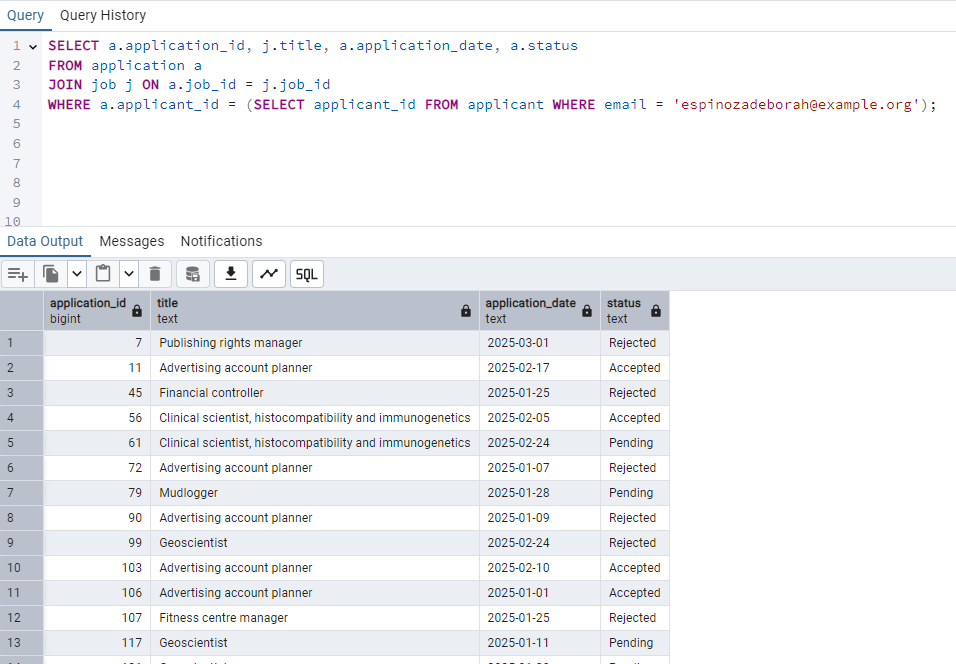 Query Query History
1 SELECT a.application_id, j.title, a.application_date, a.status
2 FROM application a
3 JOIN job j ON a.job_id = j.job_id
4 WHERE a.applicant_id = (SELECT applicant_id FROM applicant WHERE email = 'espinozadeborah@example.org');
5
6
7
8
9
10
Data Output Messages Notifications
SQL
application_id title application_date status
bigint text text text
1 7 Publishing rights manager 2025-03-01 Rejected
2 11 Advertising account planner 2025-02-17 Accepted
3 45 Financial controller 2025-01-25 Rejected
4 56 Clinical scientist, histocompatibility and immunogenetics 2025-02-05 Accepted
5 61 Clinical scientist, histocompatibility and immunogenetics 2025-02-24 Pending
6 72 Advertising account planner 2025-01-07 Rejected
7 79 Mudlogger 2025-01-28 Pending
8 90 Advertising account planner 2025-01-09 Rejected
9 99 Geoscientist 2025-02-24 Rejected
10 103 Advertising account planner 2025-02-10 Accepted
11 106 Advertising account planner 2025-01-01 Accepted
12 107 Fitness centre manager 2025-01-25 Rejected
13 117 Geoscientist 2025-01-11 Pending